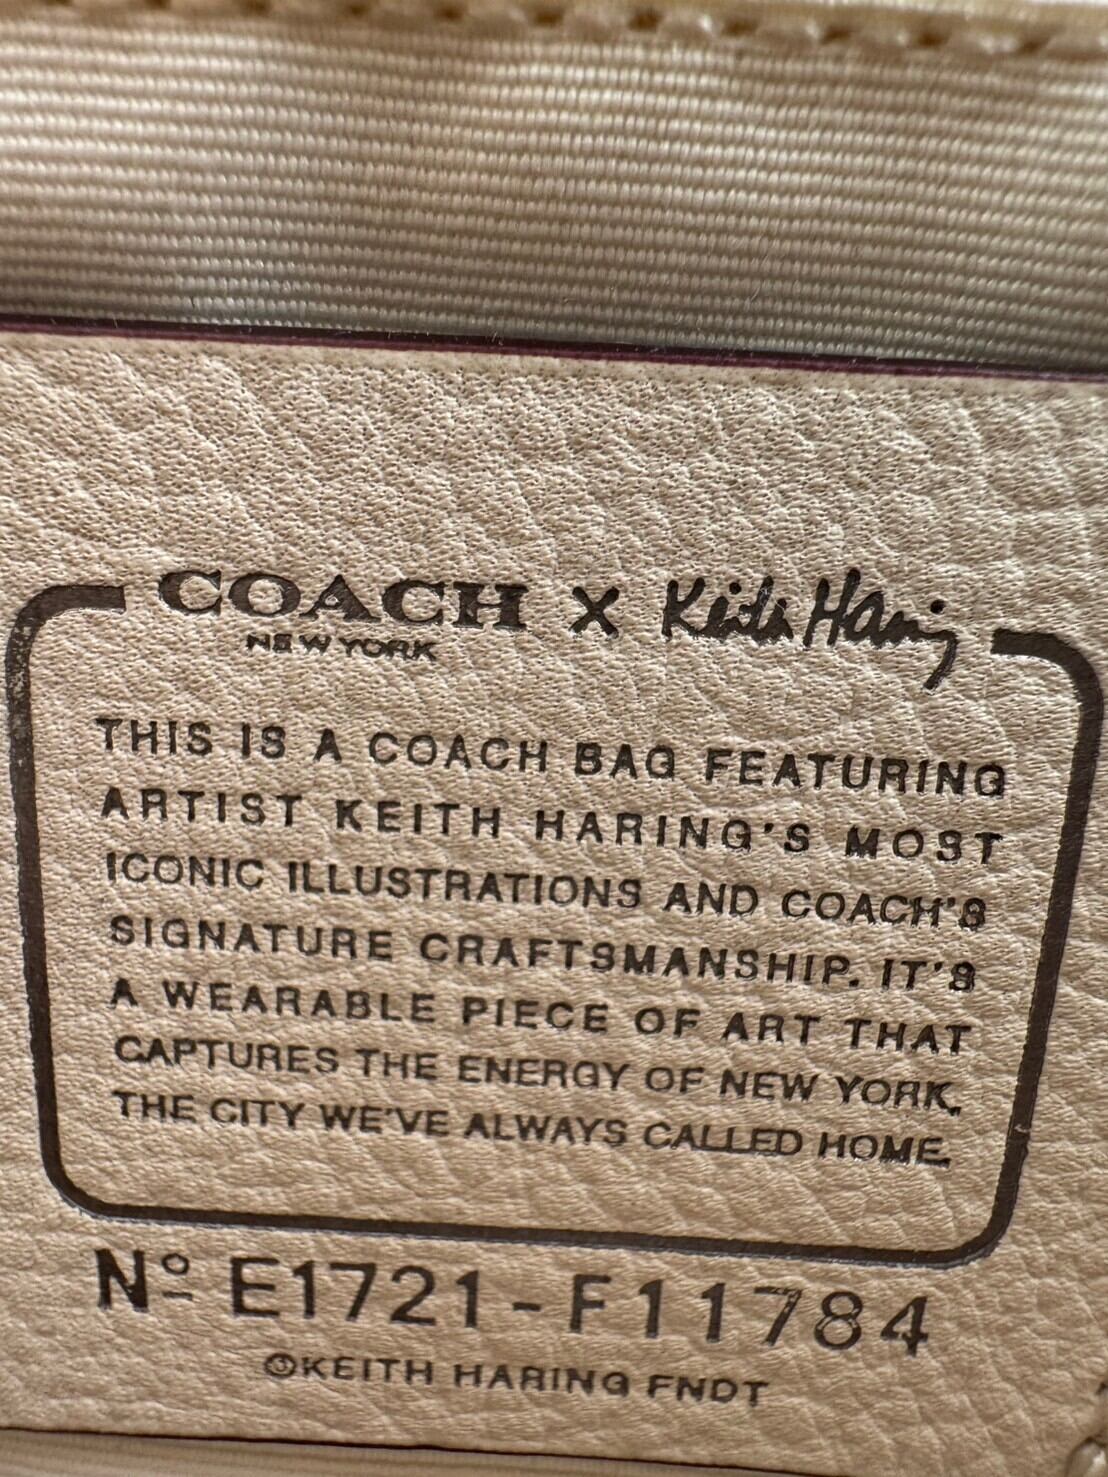 COACH X Keith Haring
NEW YORK
THIS IS A COACH BAG FEATURING
ARTIST KEITH HARING'S MOST
ICONIC ILLUSTRATIONS AND COACH'S
SIGNATURE CRAFTSMANSHIP. IT'S
A WEARABLE PIECE OF ART THAT
CAPTURES THE ENERGY OF NEW YORK,
THE CITY WE'VE ALWAYS CALLED HOME.
Nº E1721-F11784
©KEITH HARING FNDT